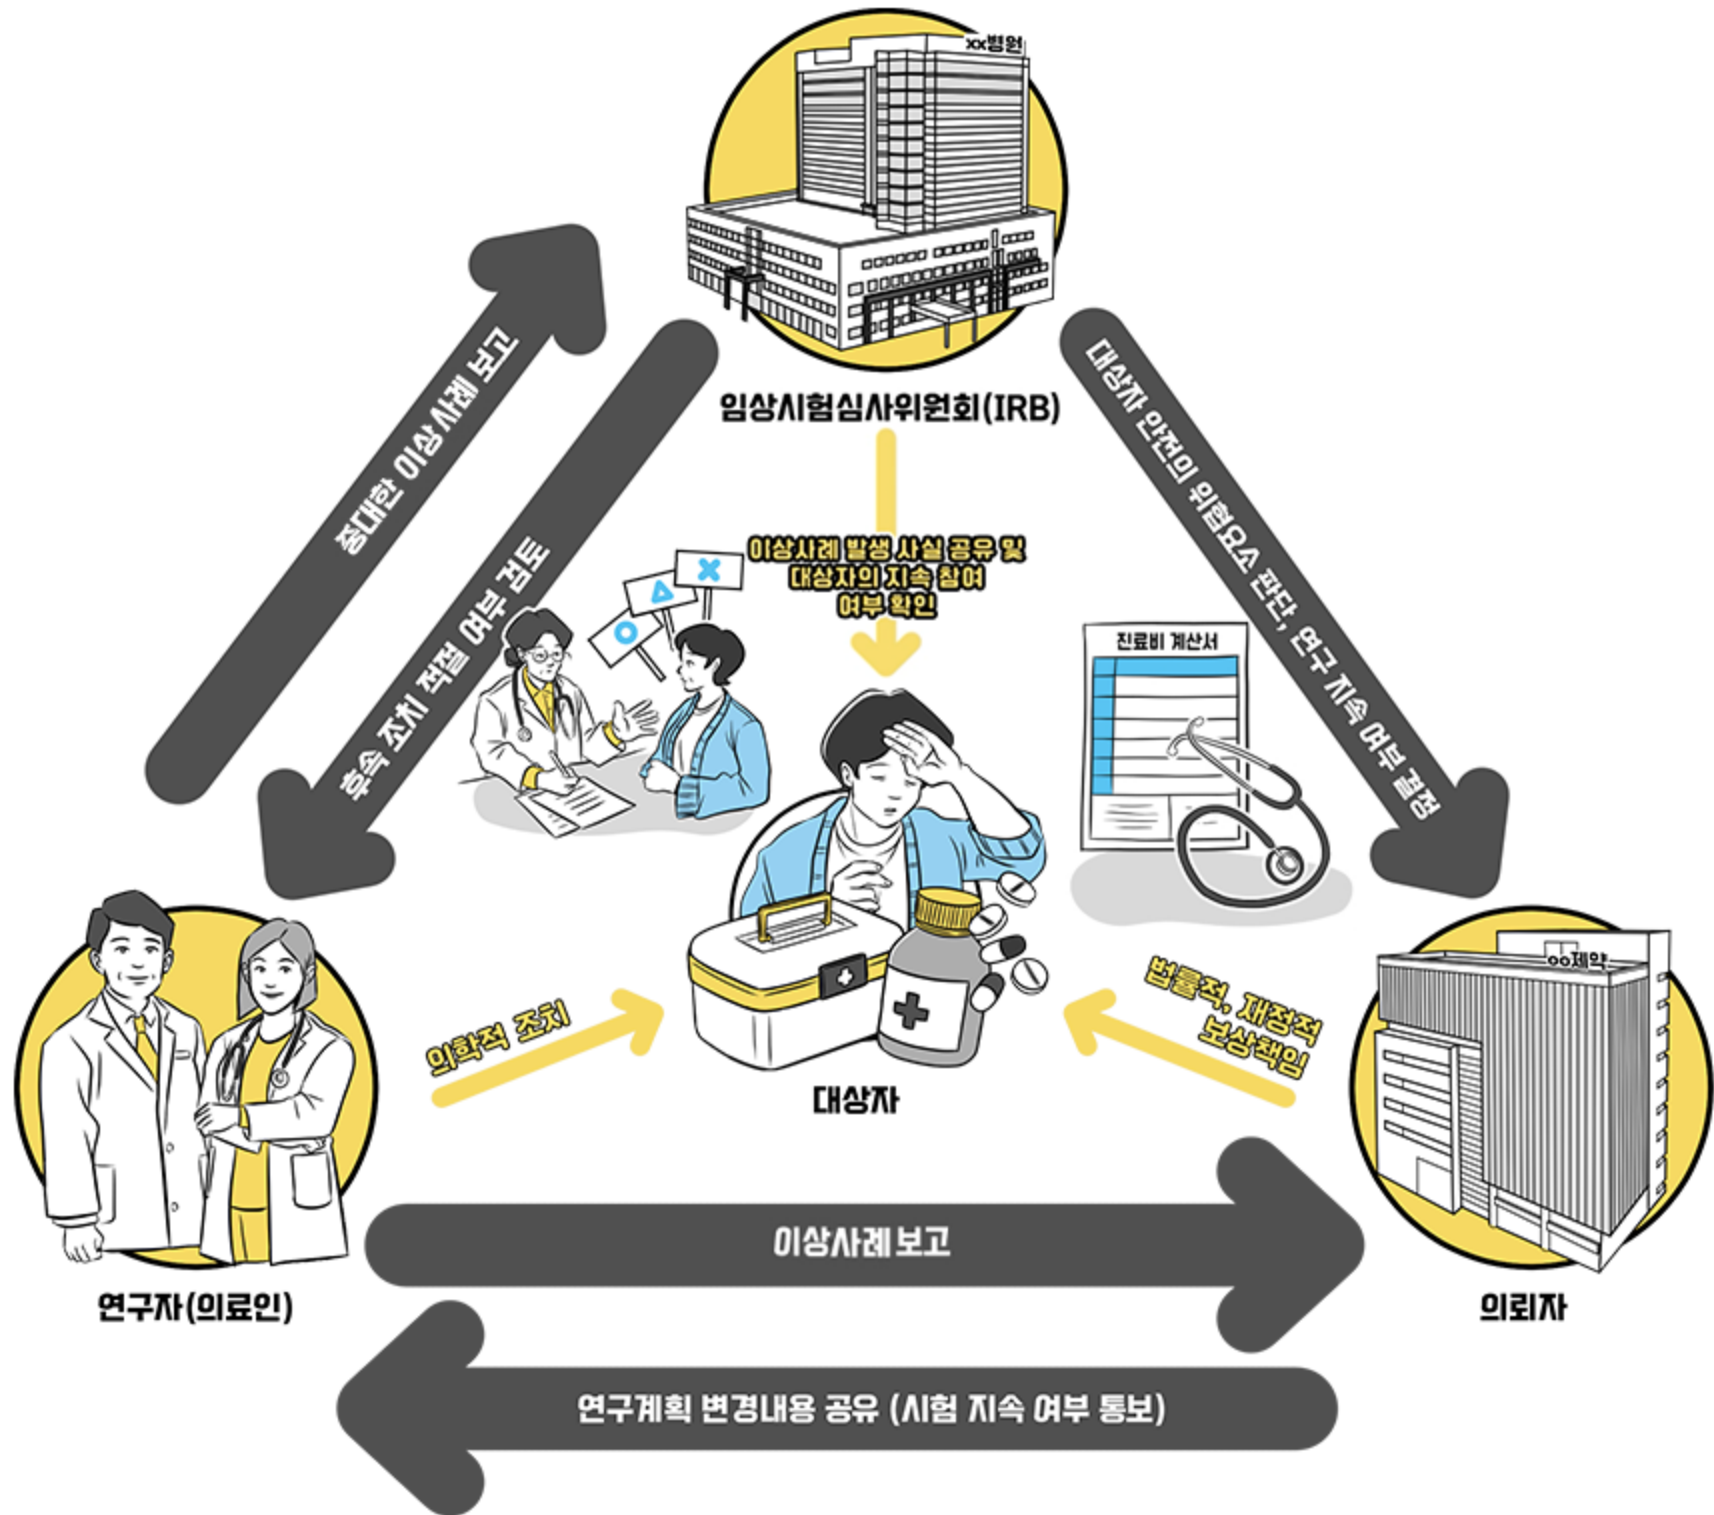 xx병원
임상시험심사위원회(IRB)
중대한 이상사례 보고
후속 조치 적절 여부 검토
대상자 안전의 위협요소 판단, 연구 지속 여부 결정
이상사례 발생 사실 공유 및
대상자의 지속 참여
여부 확인
진료비 계산서
의학적 조치
법률적, 재정적
보상책임
oo제약
대상자
이상사례 보고
연구자(의료인)
의뢰자
연구계획 변경내용 공유 (시험 지속 여부 통보)